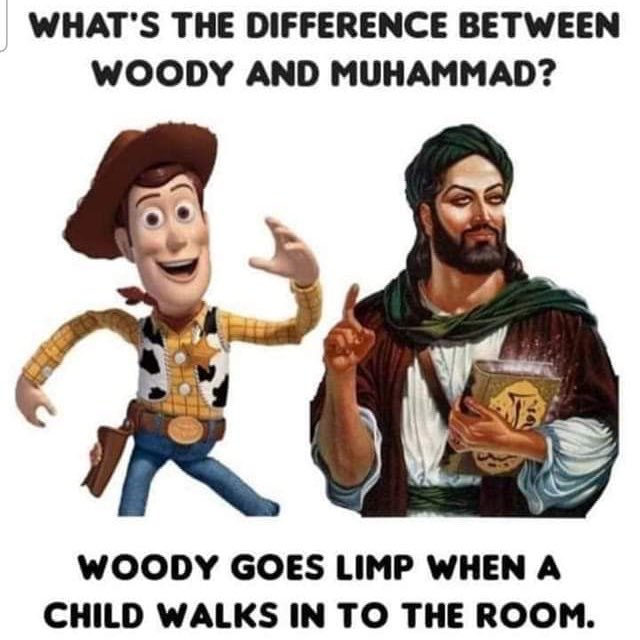 WHAT'S THE DIFFERENCE BETWEEN
WOODY AND MUHAMMAD?
WOODY GOES LIMP WHEN A
CHILD WALKS IN TO THE ROOM.